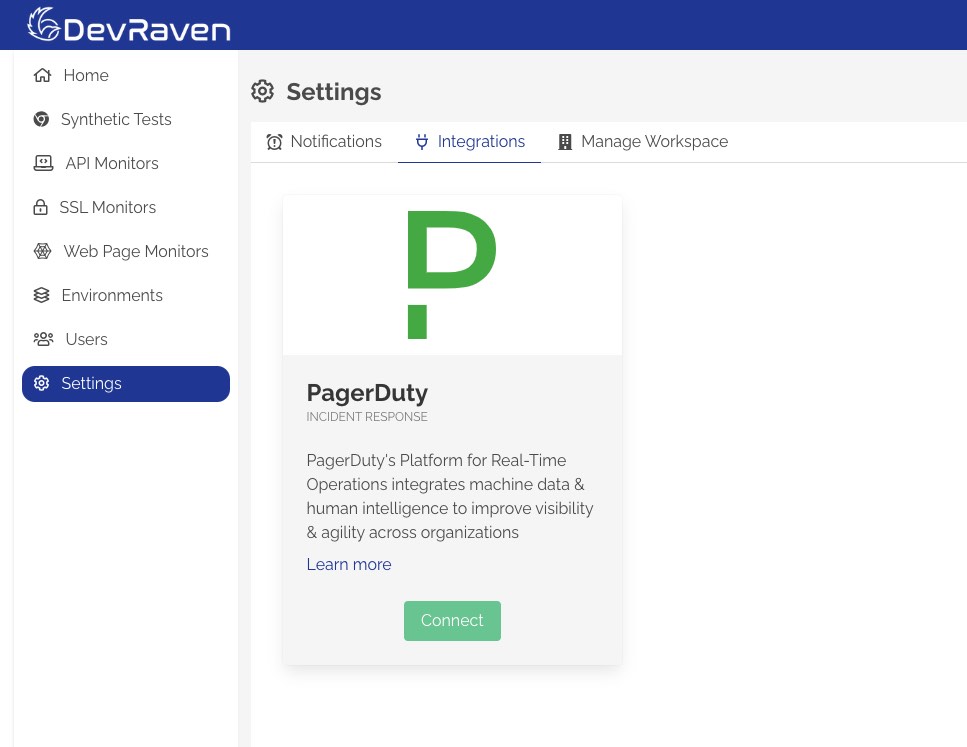 DevRaven
Home
Synthetic Tests
API Monitors
SSL Monitors
Web Page Monitors
Environments
Users
Settings
Settings
Notifications
Integrations
Manage Workspace
PagerDuty
INCIDENT RESPONSE
PagerDuty's Platform for Real-Time
Operations integrates machine data &
human intelligence to improve visibility
& agility across organizations
Learn more
Connect